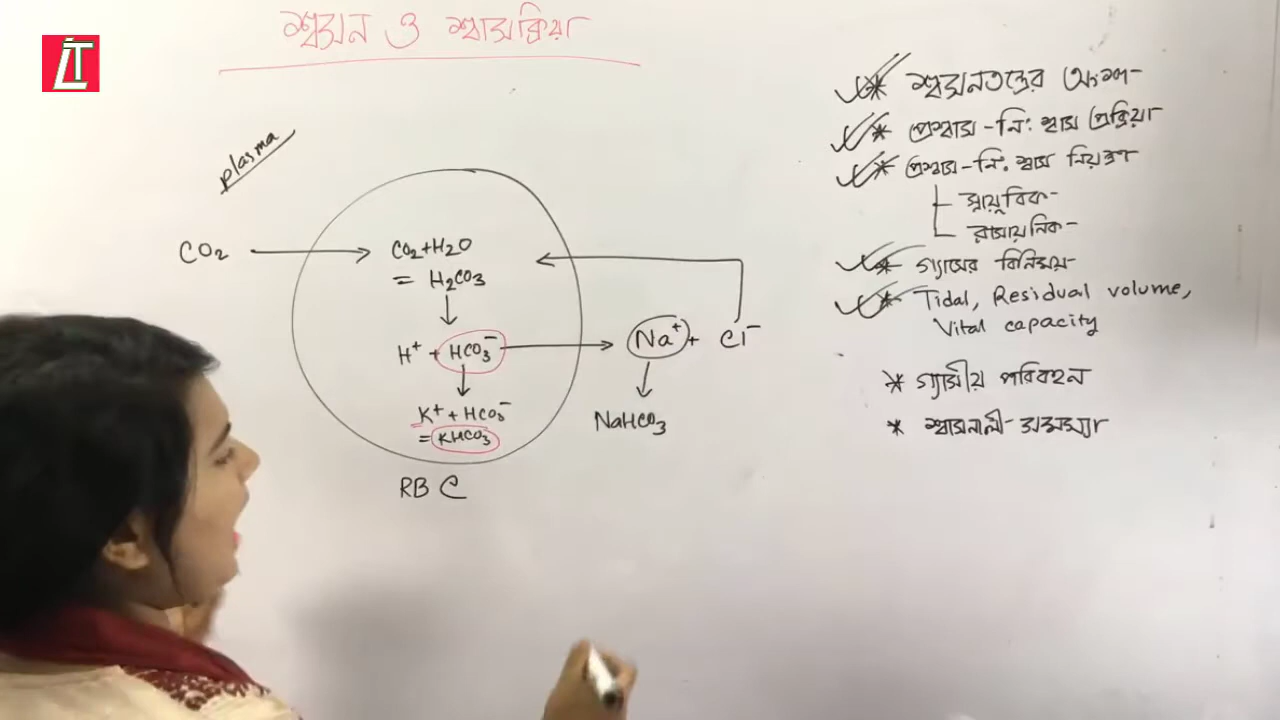 LT
শ্বসন ও শ্বাসক্রিয়া
plasma
CO₂
CO₂+H₂O
= H₂CO₃
H⁺ + HCO₃⁻
Na⁺ + Cl⁻
K⁺ + HCO₃⁻
= KHCO₃
NaHCO₃
RBC
* শ্বসনতন্ত্রের অংশ-
* প্রশ্বাস-নিঃশ্বাস প্রক্রিয়া
* প্রশ্বাস-নিঃশ্বাস নিয়ন্ত্রণ
স্নায়ুবিক-
রাসায়নিক-
* গ্যাসের বিনিময়-
* Tidal, Residual volume,
Vital capacity
* গ্যাসীয় পরিবহন
* শ্বাসনালী-সমস্যা